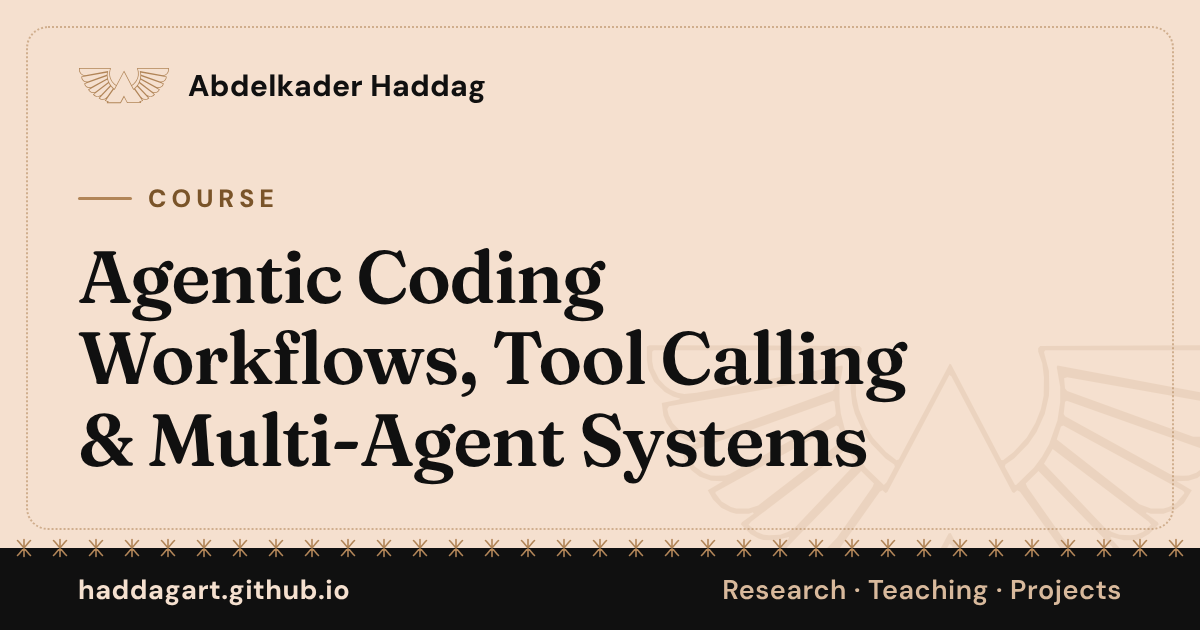 Abdelkader Haddag
COURSE
Agentic Coding
Workflows, Tool Calling
& Multi-Agent Systems
haddagart.github.io
Research · Teaching · Projects